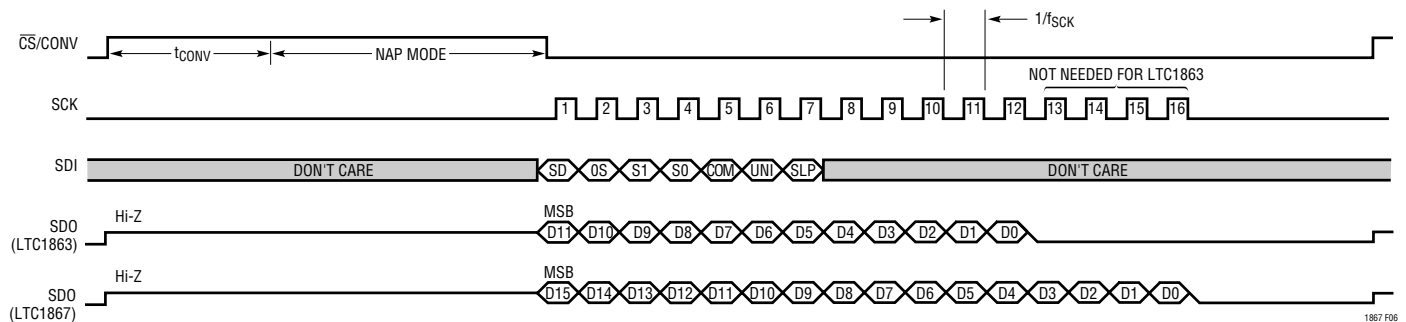 1/fSCK
CS/CONV
tCONV NAP MODE
NOT NEEDED FOR LTC1863
SCK 1 2 3 4 5 6 7 8 9 10 11 12 13 14 15 16
SDI DON'T CARE SD 0S S1 S0 COM UNI SLP DON'T CARE
Hi-Z MSB
SDO D11 D10 D9 D8 D7 D6 D5 D4 D3 D2 D1 D0
(LTC1863)
Hi-Z MSB
SDO D15 D14 D13 D12 D11 D10 D9 D8 D7 D6 D5 D4 D3 D2 D1 D0
(LTC1867)
1867 F06